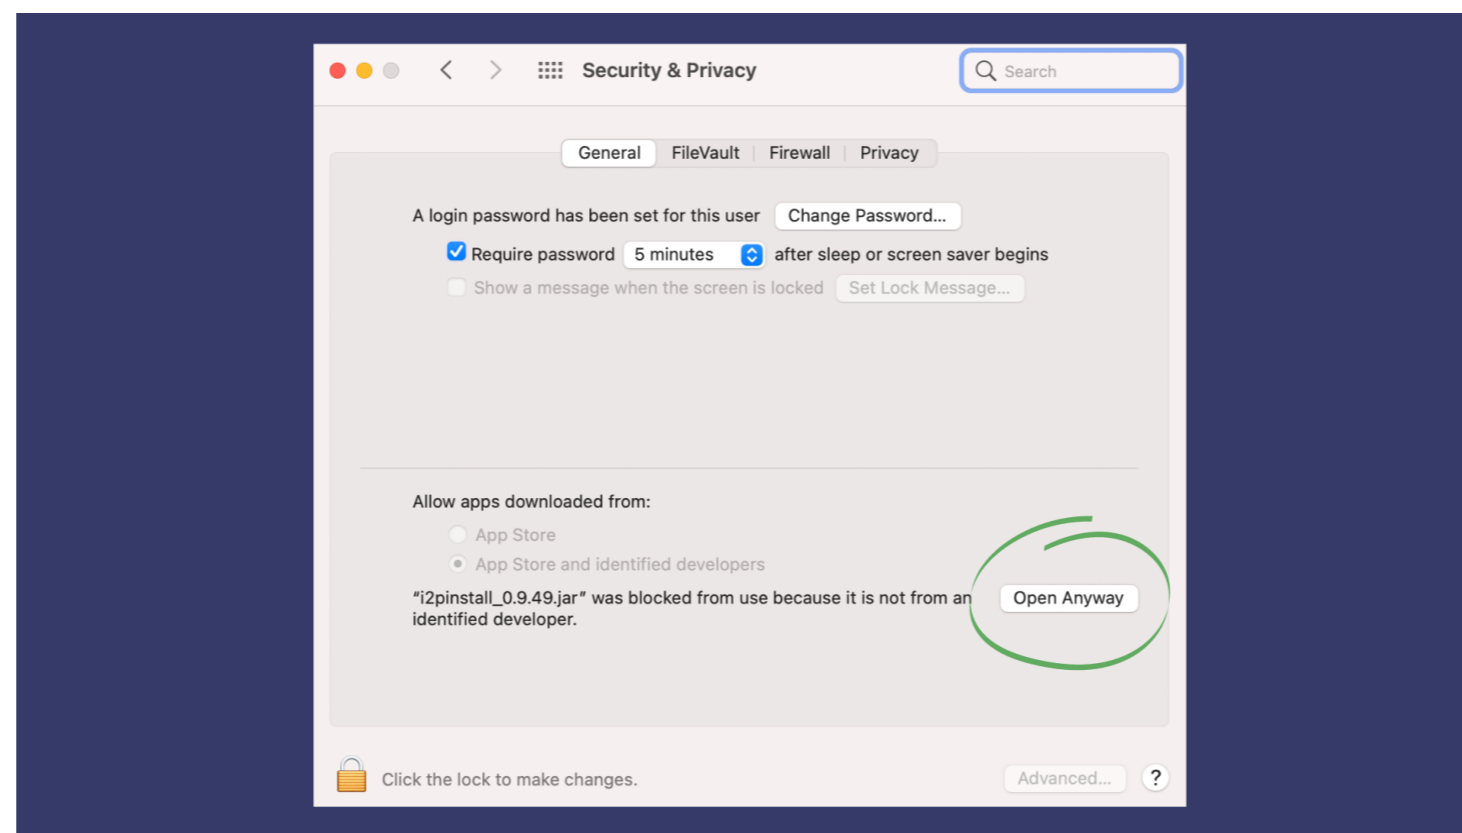 Security & Privacy
Search
General FileVault Firewall Privacy
A login password has been set for this user Change Password...
Require password 5 minutes after sleep or screen saver begins
Show a message when the screen is locked Set Lock Message...
Allow apps downloaded from:
App Store
App Store and identified developers
“i2pinstall_0.9.49.jar” was blocked from use because it is not from an Open Anyway
identified developer.
Click the lock to make changes. Advanced... ?